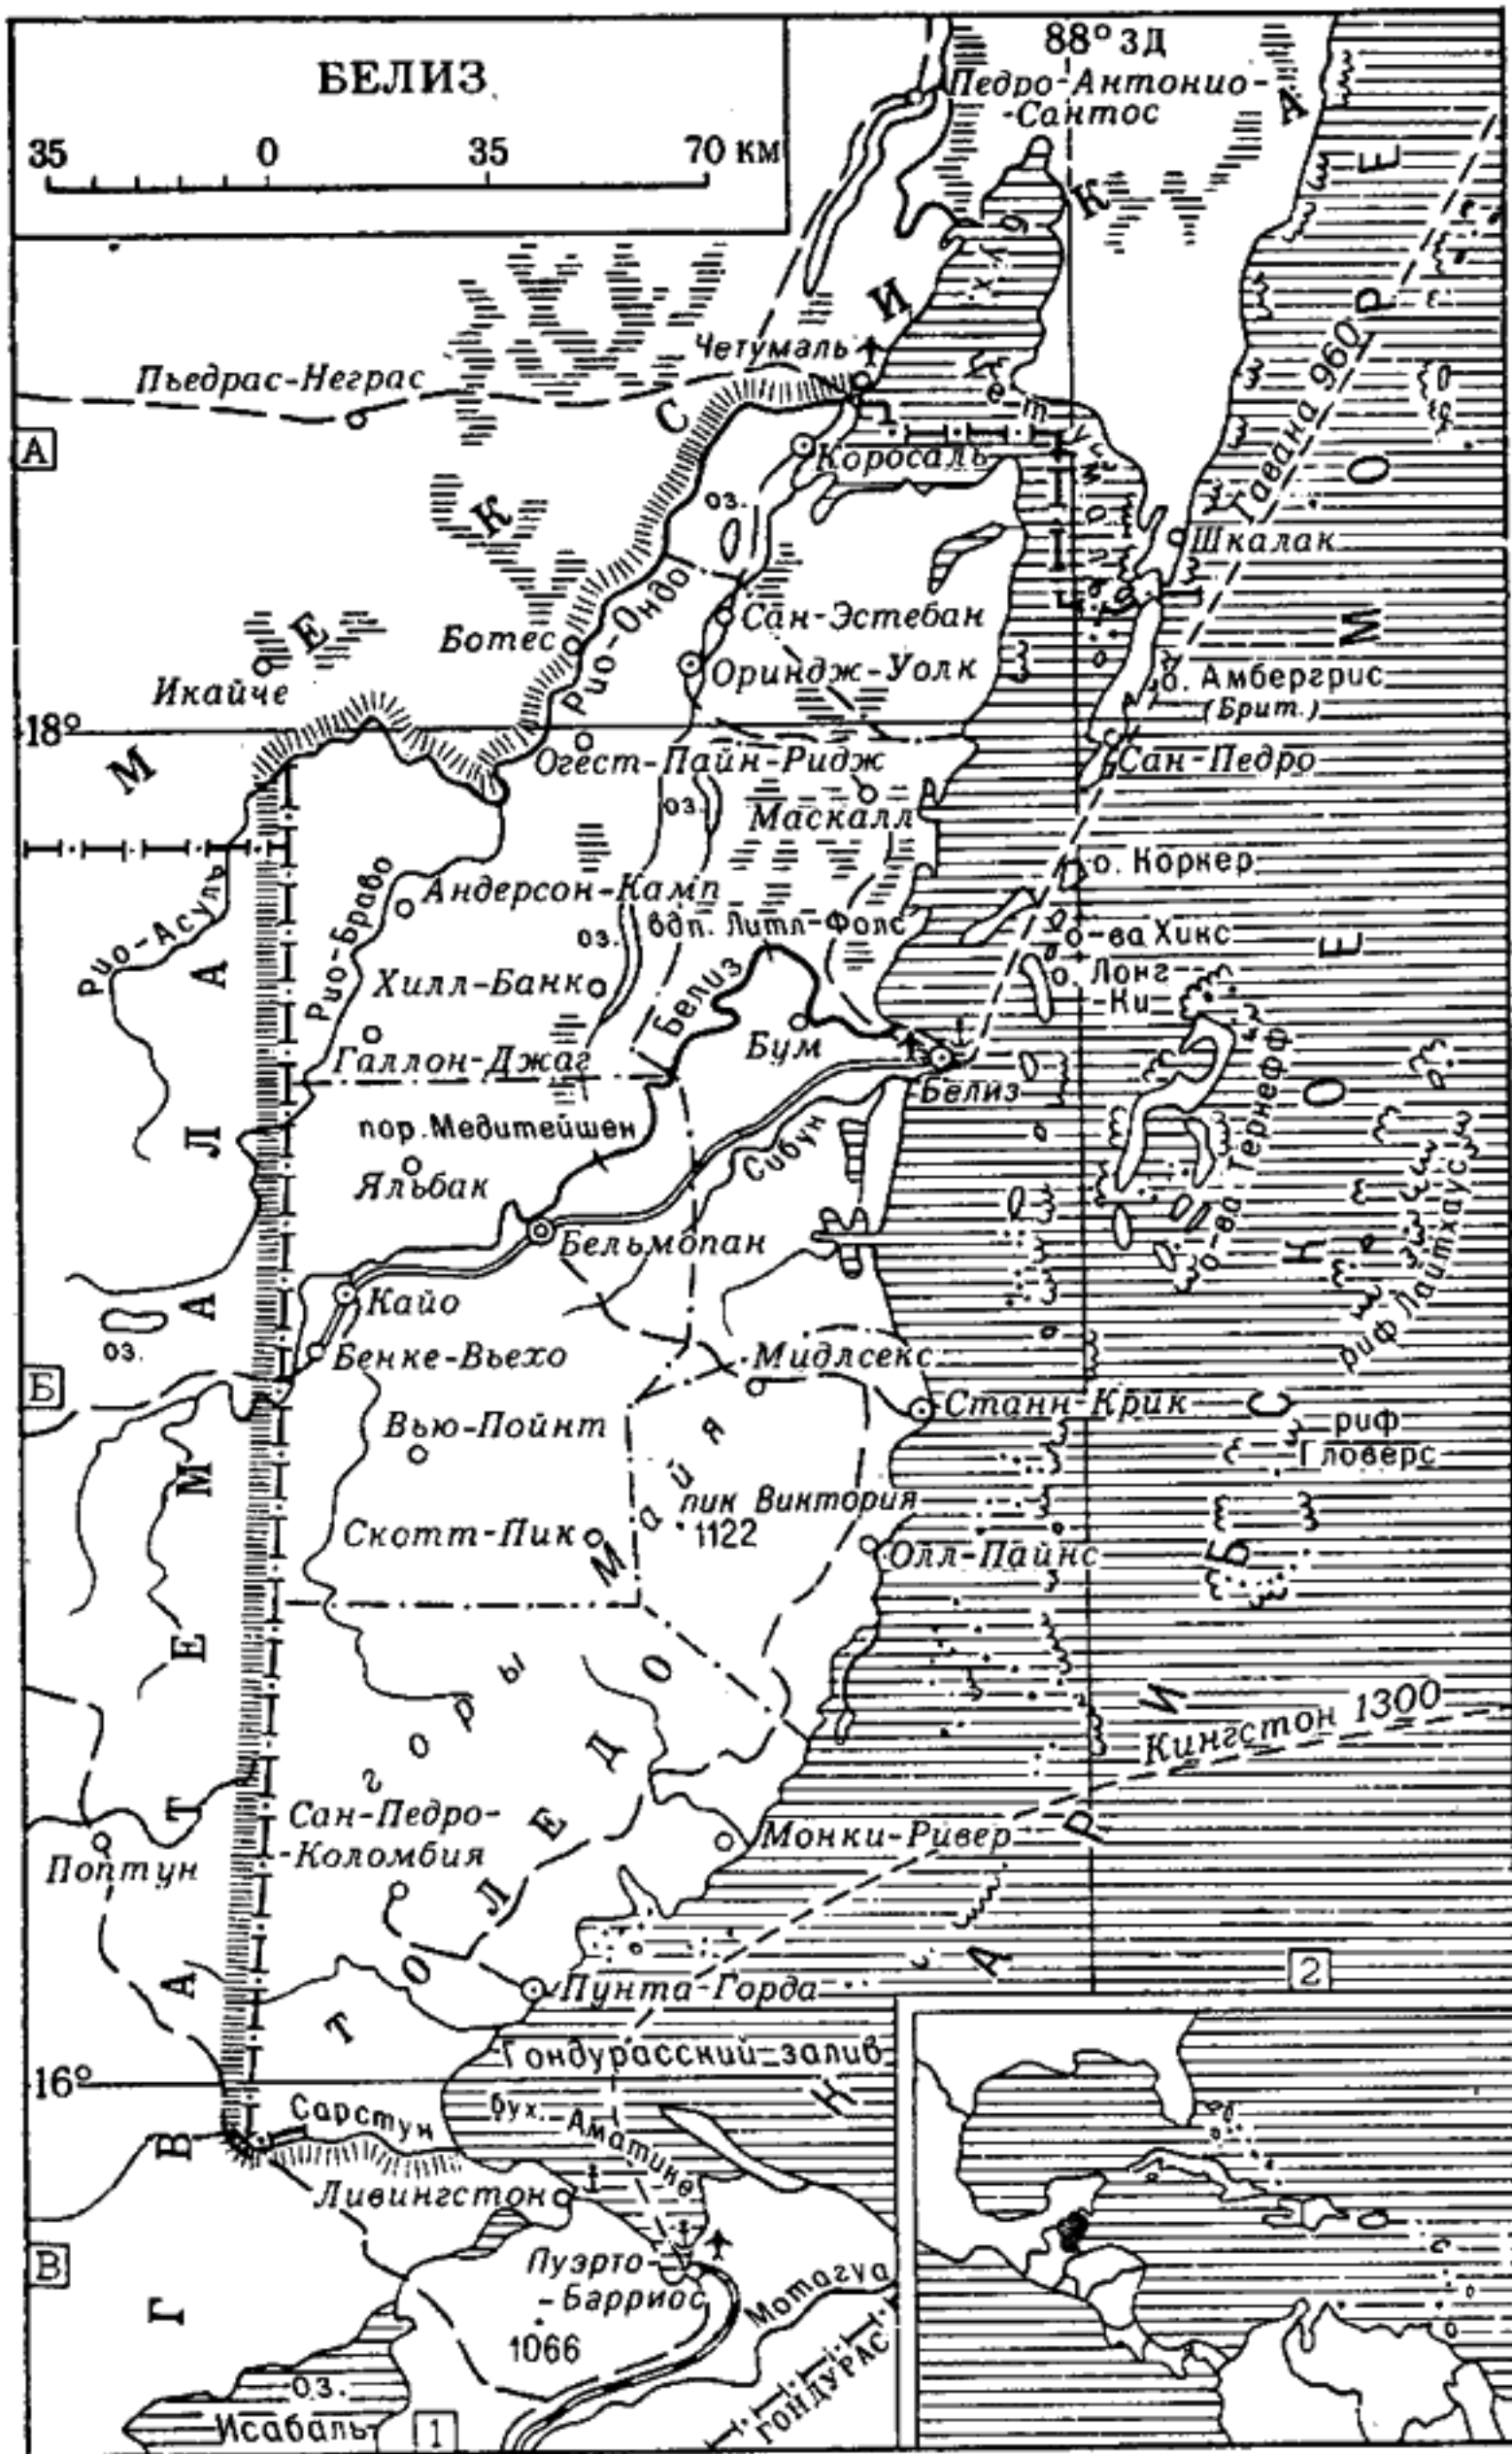 БЕЛИЗ
35 0 35 70 км
88° ЗД
Педро-Антонио-
-Сантос
МЕКСИКА
бух. Четумаль
Четумаль
Пьедрас-Неграс
А
Коросаль
оз.
Гавана 960
Шкалак
Рио-Ондо
Сан-Эстебан
Ботес
Ориндж-Уолк
Икайче
о. Амбергрис
(Брит.)
18°
Огест-Пайн-Ридж
Сан-Педро
оз.
Маскалл
о. Коркер
Рио-Асуль
Рио-Браво
Андерсон-Камп
вдп. Литл-Фолс
оз.
о-ва Хикс
Хилл-Банк
Белиз
о. Лонг
-Ки
Галлон-Джаг
Бум
Белиз
о-ва Тернефф
пор. Медитейшен
Сибун
Яльбак
риф Лайтхаус
Бельмопан
Кайо
оз.
Бенке-Вьехо
Мидлсекс
Б
Станн-Крик
Вью-Пойнт
риф
Гловерс
горы Майя
пик Виктория
1122
Скотт-Пик
Олл-Пайнс
КАРИБСКОЕ МОРЕ
Кингстон 1300
ТОЛЕДО
Сан-Педро-
-Коломбия
Монки-Ривер
Поптун
ГВАТЕМАЛА
2
Пунта-Горда
Гондурасский залив
16°
бух. Аматике
Сарстун
Ливингстон
В
Пуэрто-
-Барриос
Мотагуа
1066
ГОНДУРАС
оз.
Исабаль
1